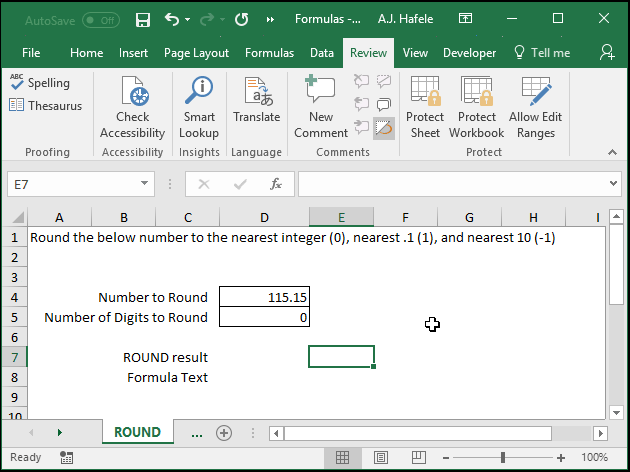 AutoSave Off Formulas -... A.J. Hafele
File Home Insert Page Layout Formulas Data Review View Developer Tell me
ABC Spelling
Thesaurus
Check Accessibility
Smart Lookup
Translate
New Comment
Protect Sheet
Protect Workbook
Allow Edit Ranges
Proofing Accessibility Insights Language Comments Protect
E7 fx
A B C D E F G H I
1 Round the below number to the nearest integer (0), nearest .1 (1), and nearest 10 (-1)
2
3
4 Number to Round 115.15
5 Number of Digits to Round 0
6
7 ROUND result
8 Formula Text
9
10
ROUND ...
Ready 100%